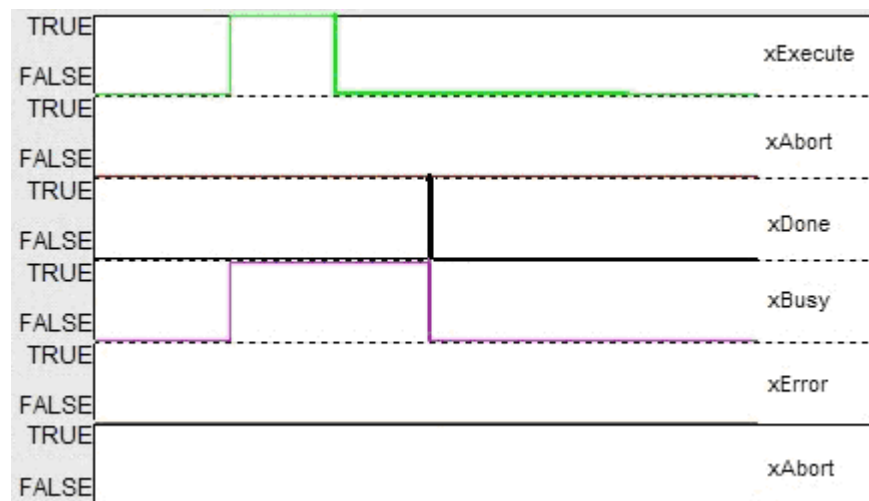 TRUE
xExecute
FALSE
TRUE
xAbort
FALSE
TRUE
xDone
FALSE
TRUE
xBusy
FALSE
TRUE
xError
FALSE
TRUE
xAbort
FALSE